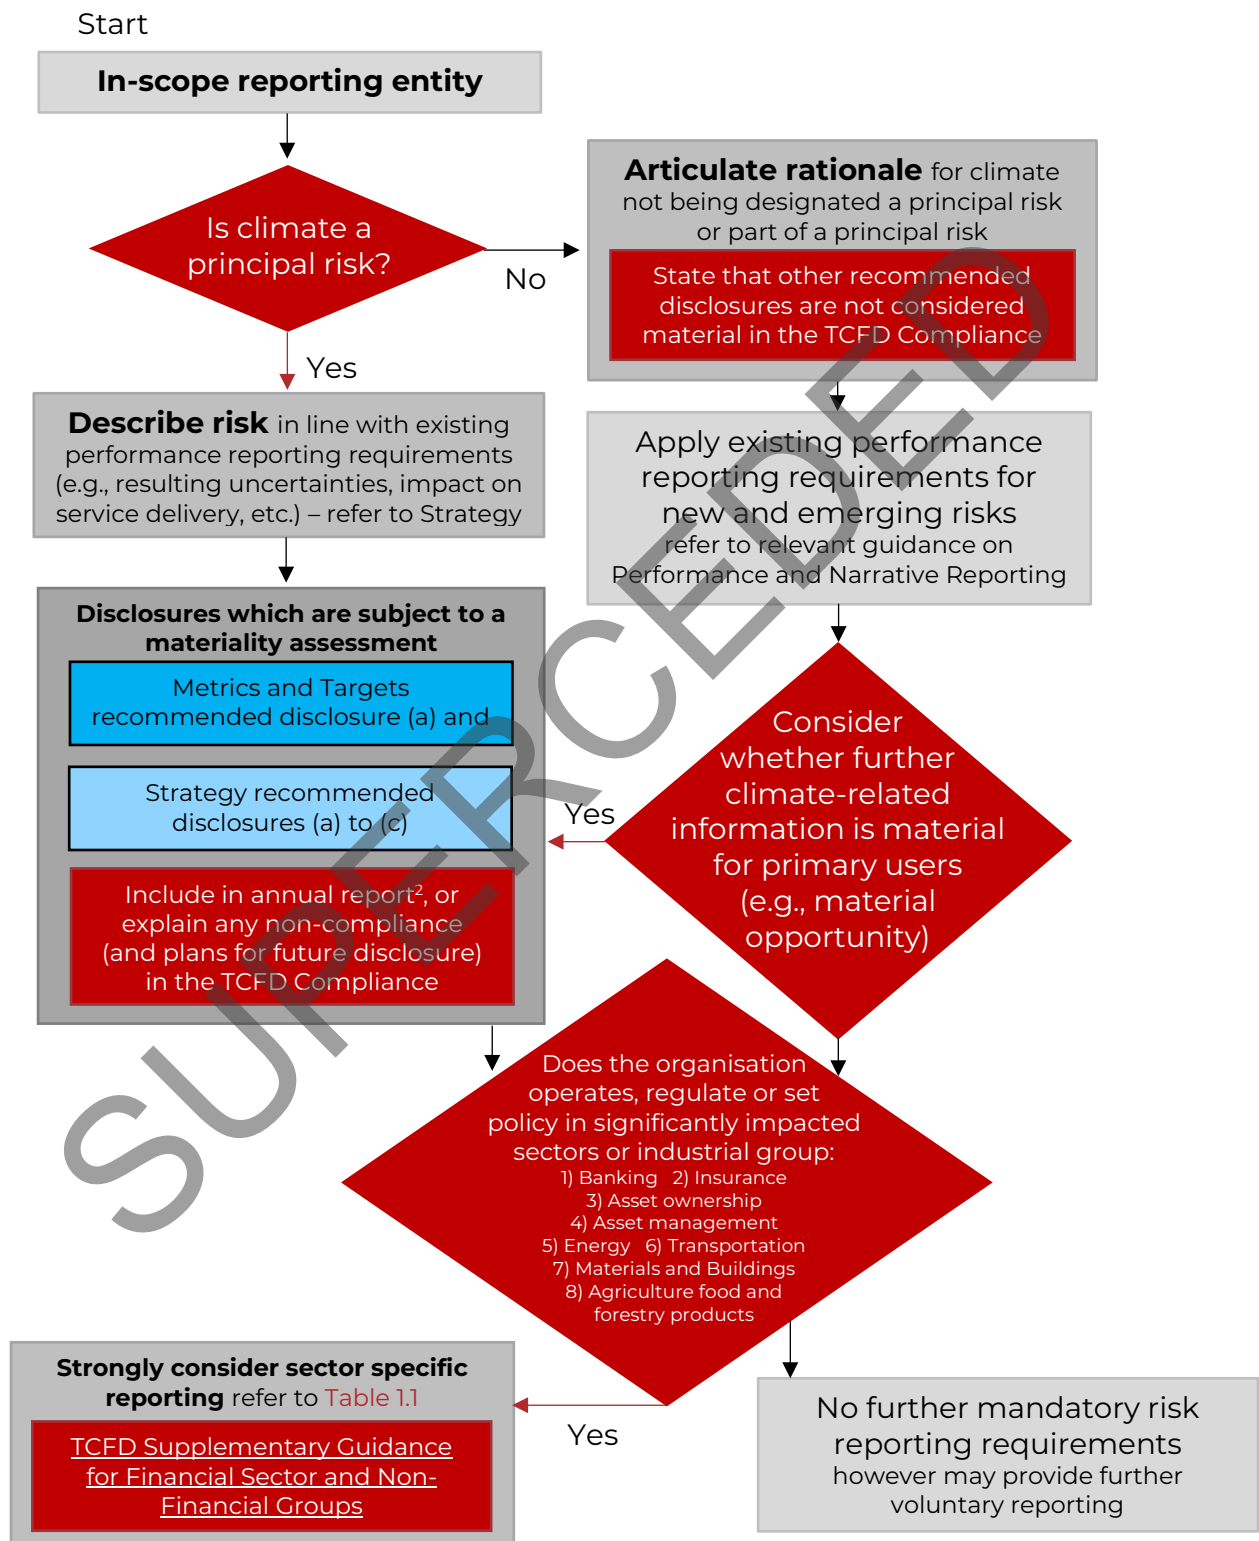 Start
In-scope reporting entity
Is climate a
principal risk?
No
Yes
Articulate rationale for climate
not being designated a principal risk
or part of a principal risk
State that other recommended
disclosures are not considered
material in the TCFD Compliance
Describe risk in line with existing
performance reporting requirements
(e.g., resulting uncertainties, impact on
service delivery, etc.) – refer to Strategy
Apply existing performance
reporting requirements for
new and emerging risks
refer to relevant guidance on
Performance and Narrative Reporting
Disclosures which are subject to a
materiality assessment
Metrics and Targets
recommended disclosure (a) and
Strategy recommended
disclosures (a) to (c)
Include in annual report², or
explain any non-compliance
(and plans for future disclosure)
in the TCFD Compliance
Yes
Consider
whether further
climate-related
information is material
for primary users
(e.g., material
opportunity)
Does the organisation
operates, regulate or set
policy in significantly impacted
sectors or industrial group:
1) Banking 2) Insurance
3) Asset ownership
4) Asset management
5) Energy 6) Transportation
7) Materials and Buildings
8) Agriculture food and
forestry products
Yes
Strongly consider sector specific
reporting refer to Table 1.1
TCFD Supplementary Guidance
for Financial Sector and Non-
Financial Groups
No further mandatory risk
reporting requirements
however may provide further
voluntary reporting
SUPERCEDED